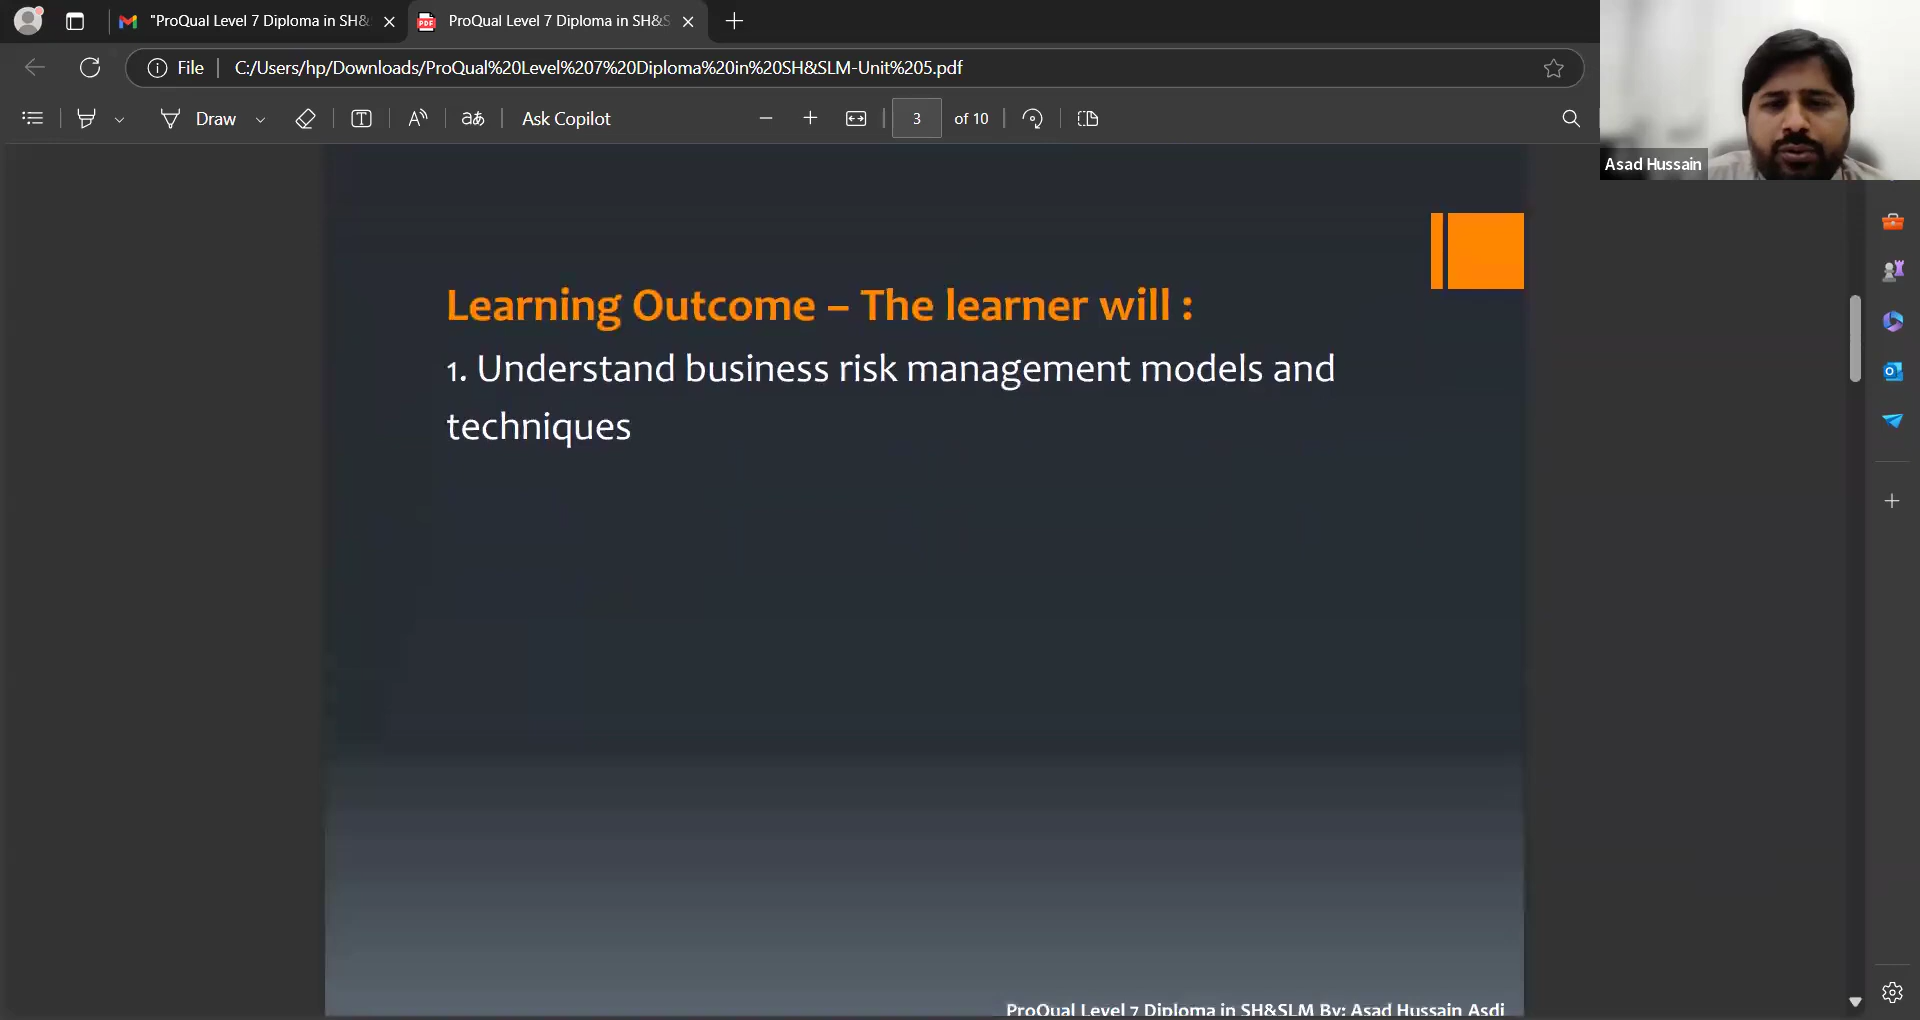 "ProQual Level 7 Diploma in SH&
ProQual Level 7 Diploma in SH&S
File
C:/Users/hp/Downloads/ProQual%20Level%207%20Diploma%20in%20SH&SLM-Unit%205.pdf
Draw
Ask Copilot
3 of 10
Asad Hussain
Learning Outcome – The learner will :
1. Understand business risk management models and
techniques
ProQual Level 7 Diploma in SH&SLM By: Asad Hussain Asdi